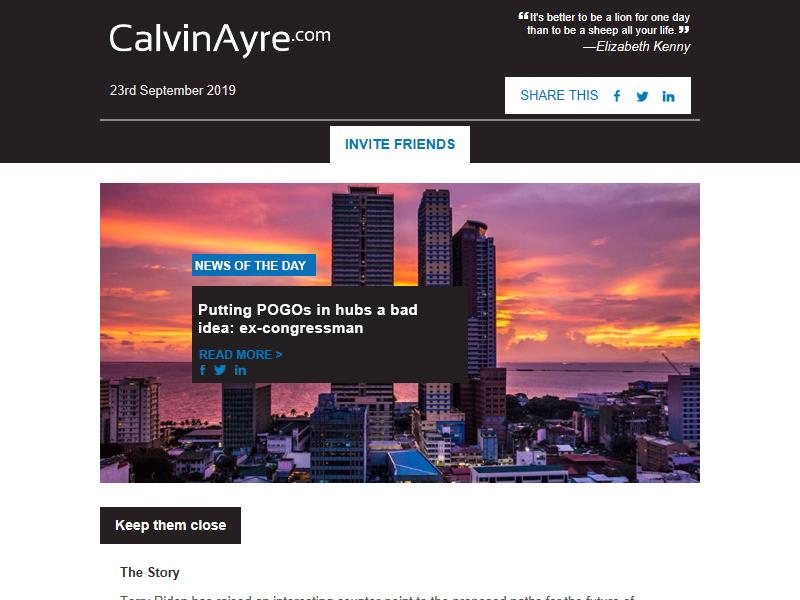 CalvinAyre.com
❝It's better to be a lion for one day
than to be a sheep all your life.❞
—Elizabeth Kenny
23rd September 2019
SHARE THIS
INVITE FRIENDS
NEWS OF THE DAY
Putting POGOs in hubs a bad
idea: ex-congressman
READ MORE >
Keep them close
The Story